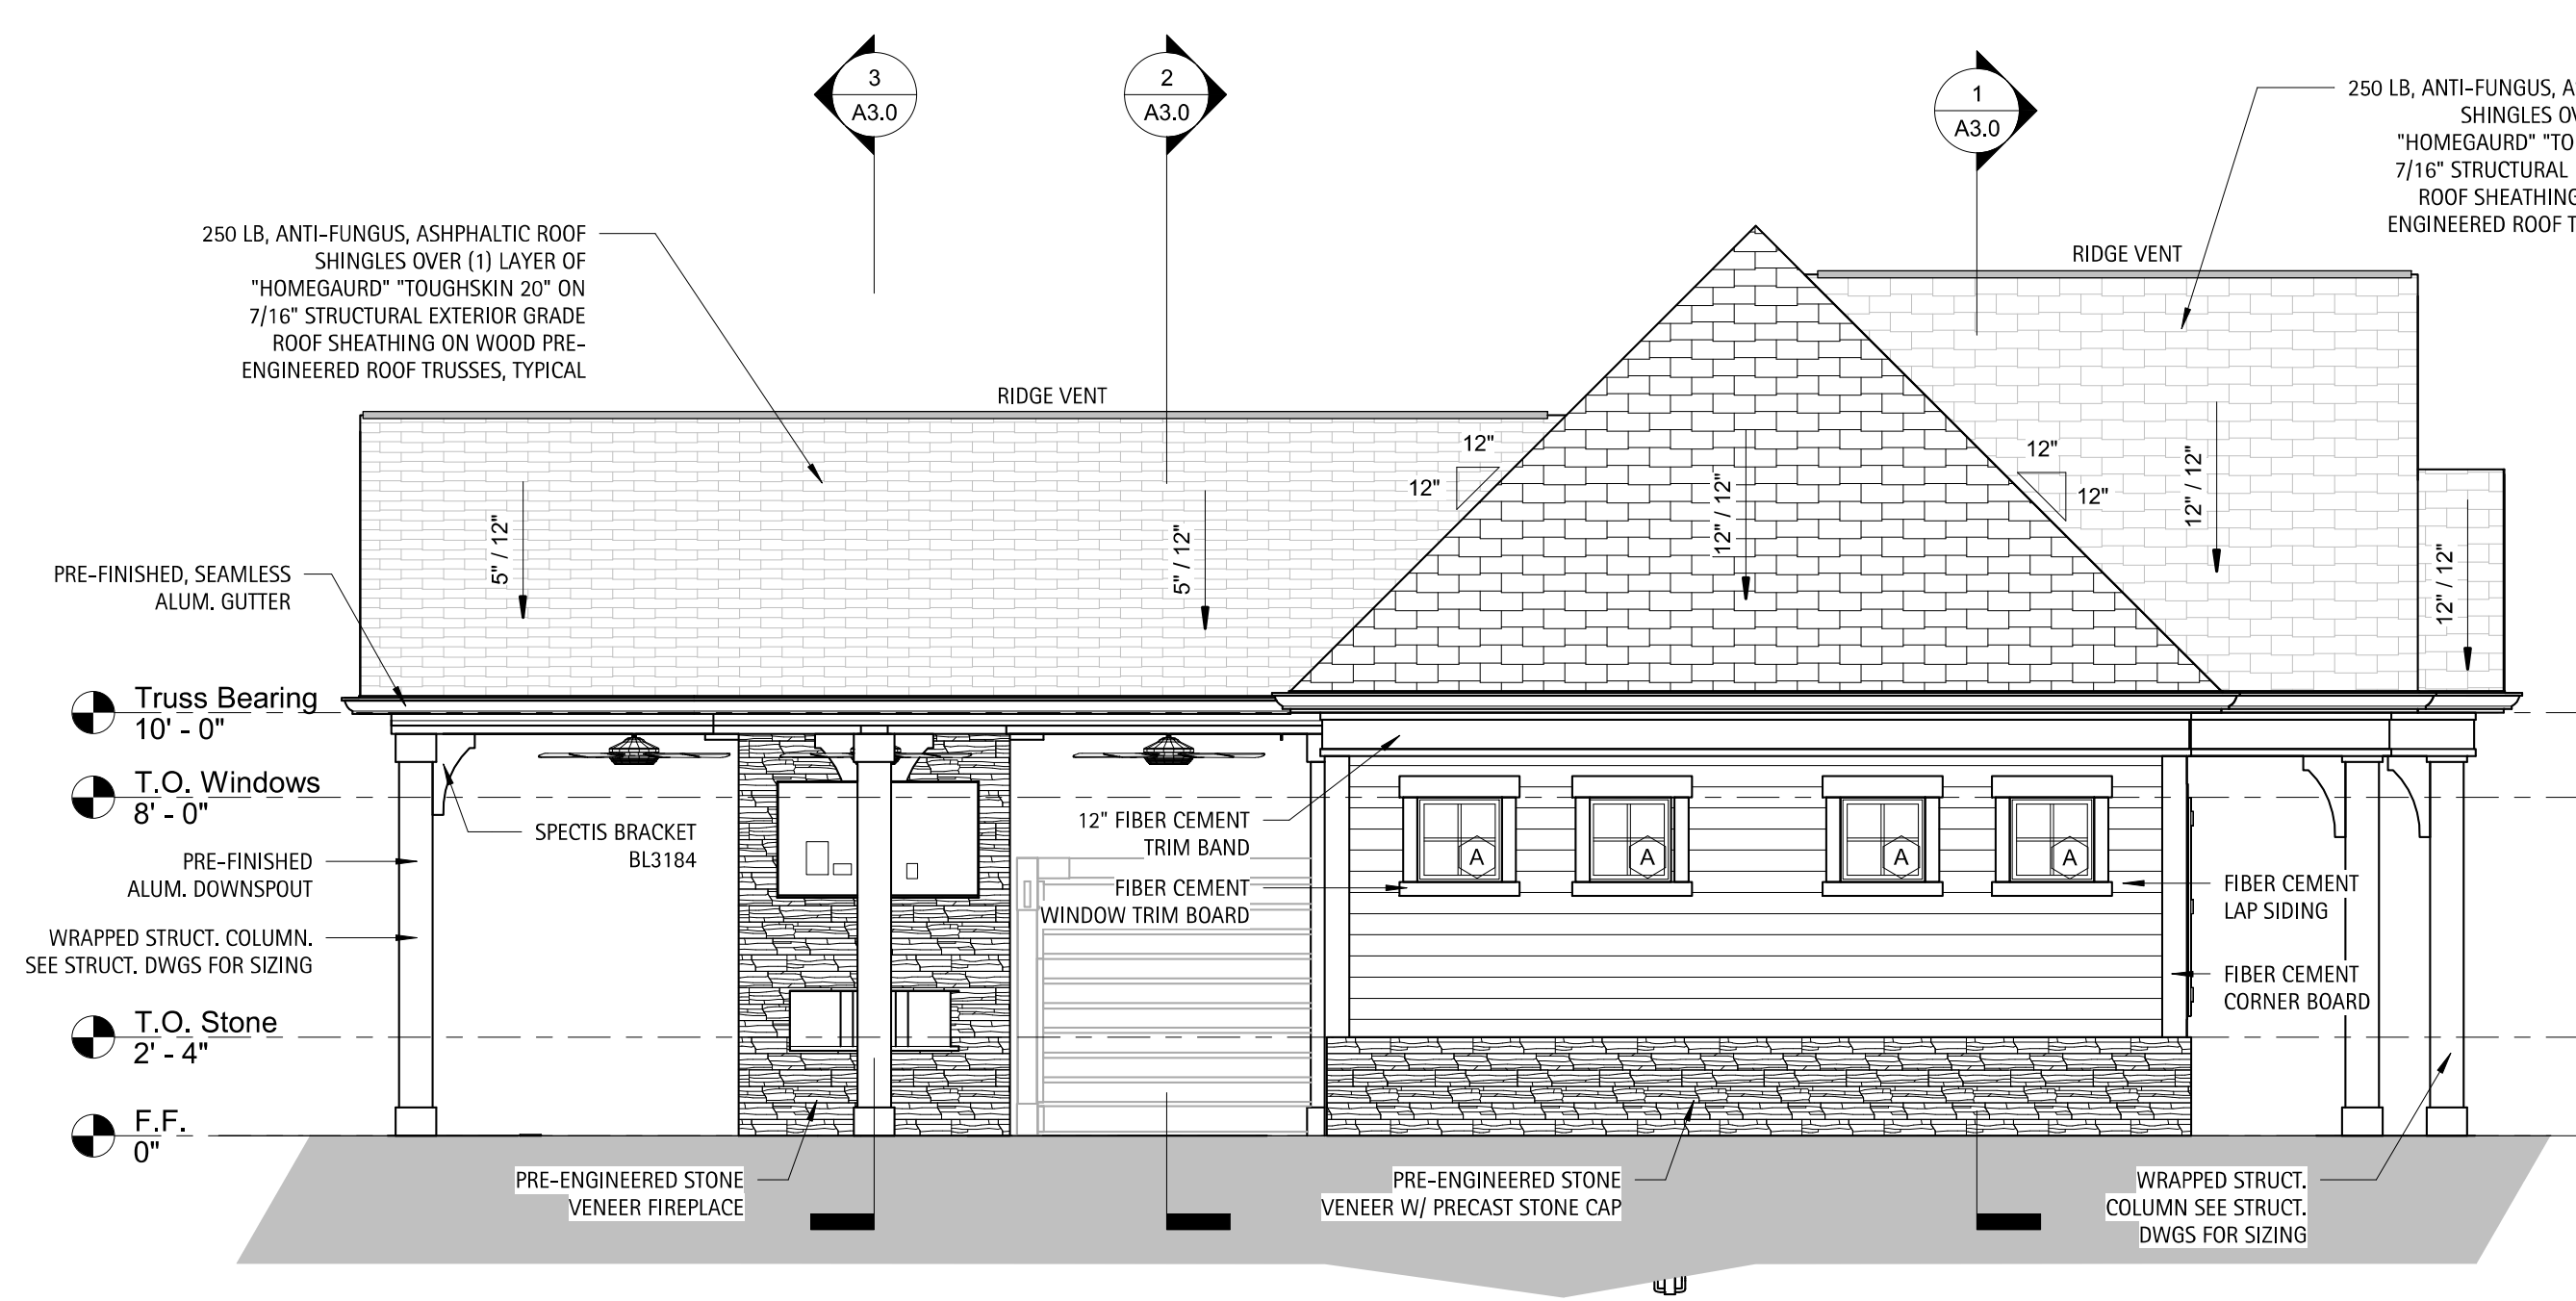 3
A3.0
2
A3.0
1
A3.0
250 LB, ANTI-FUNGUS, A
SHINGLES OV
"HOMEGAURD" "TO
7/16" STRUCTURAL
ROOF SHEATHING
ENGINEERED ROOF T
250 LB, ANTI-FUNGUS, ASHPHALTIC ROOF
SHINGLES OVER (1) LAYER OF
"HOMEGAURD" "TOUGHSKIN 20" ON
7/16" STRUCTURAL EXTERIOR GRADE
ROOF SHEATHING ON WOOD PRE-
ENGINEERED ROOF TRUSSES, TYPICAL
RIDGE VENT
RIDGE VENT
12"
12"
12"
12"
5" / 12"
5" / 12"
12" / 12"
12" / 12"
12" / 12"
PRE-FINISHED, SEAMLESS
ALUM. GUTTER
Truss Bearing
10' - 0"
T.O. Windows
8' - 0"
SPECTIS BRACKET
BL3184
PRE-FINISHED
ALUM. DOWNSPOUT
WRAPPED STRUCT. COLUMN.
SEE STRUCT. DWGS FOR SIZING
12" FIBER CEMENT
TRIM BAND
FIBER CEMENT
WINDOW TRIM BOARD
A
A
A
A
FIBER CEMENT
LAP SIDING
FIBER CEMENT
CORNER BOARD
T.O. Stone
2' - 4"
F.F.
0"
PRE-ENGINEERED STONE
VENEER FIREPLACE
PRE-ENGINEERED STONE
VENEER W/ PRECAST STONE CAP
WRAPPED STRUCT.
COLUMN SEE STRUCT.
DWGS FOR SIZING